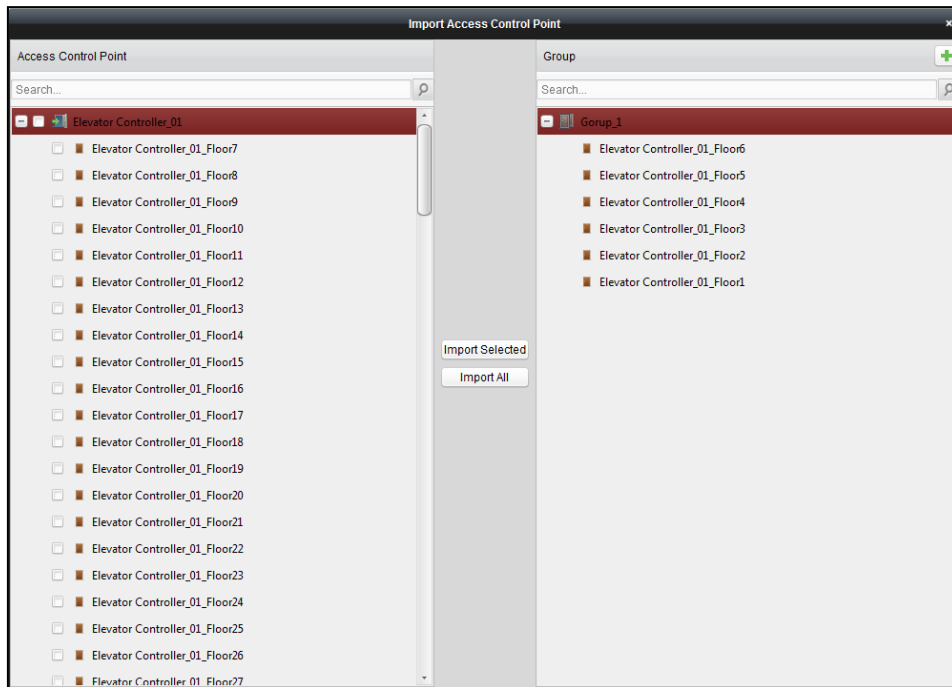 Import Access Control Point
×
Access Control Point
Search...
Elevator Controller_01
Elevator Controller_01_Floor7
Elevator Controller_01_Floor8
Elevator Controller_01_Floor9
Elevator Controller_01_Floor10
Elevator Controller_01_Floor11
Elevator Controller_01_Floor12
Elevator Controller_01_Floor13
Elevator Controller_01_Floor14
Elevator Controller_01_Floor15
Elevator Controller_01_Floor16
Elevator Controller_01_Floor17
Elevator Controller_01_Floor18
Elevator Controller_01_Floor19
Elevator Controller_01_Floor20
Elevator Controller_01_Floor21
Elevator Controller_01_Floor22
Elevator Controller_01_Floor23
Elevator Controller_01_Floor24
Elevator Controller_01_Floor25
Elevator Controller_01_Floor26
Elevator Controller_01_Floor27
Import Selected
Import All
Group
Search...
Gorup_1
Elevator Controller_01_Floor6
Elevator Controller_01_Floor5
Elevator Controller_01_Floor4
Elevator Controller_01_Floor3
Elevator Controller_01_Floor2
Elevator Controller_01_Floor1